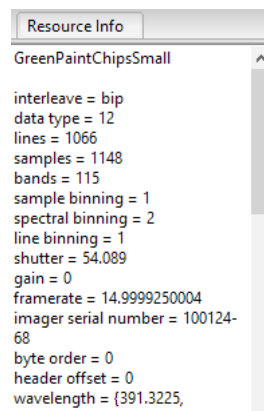 Resource Info
GreenPaintChipsSmall
interleave = bip
data type = 12
lines = 1066
samples = 1148
bands = 115
sample binning = 1
spectral binning = 2
line binning = 1
shutter = 54.089
gain = 0
framerate = 14.9999250004
imager serial number = 100124-
68
byte order = 0
header offset = 0
wavelength = {391.3225,